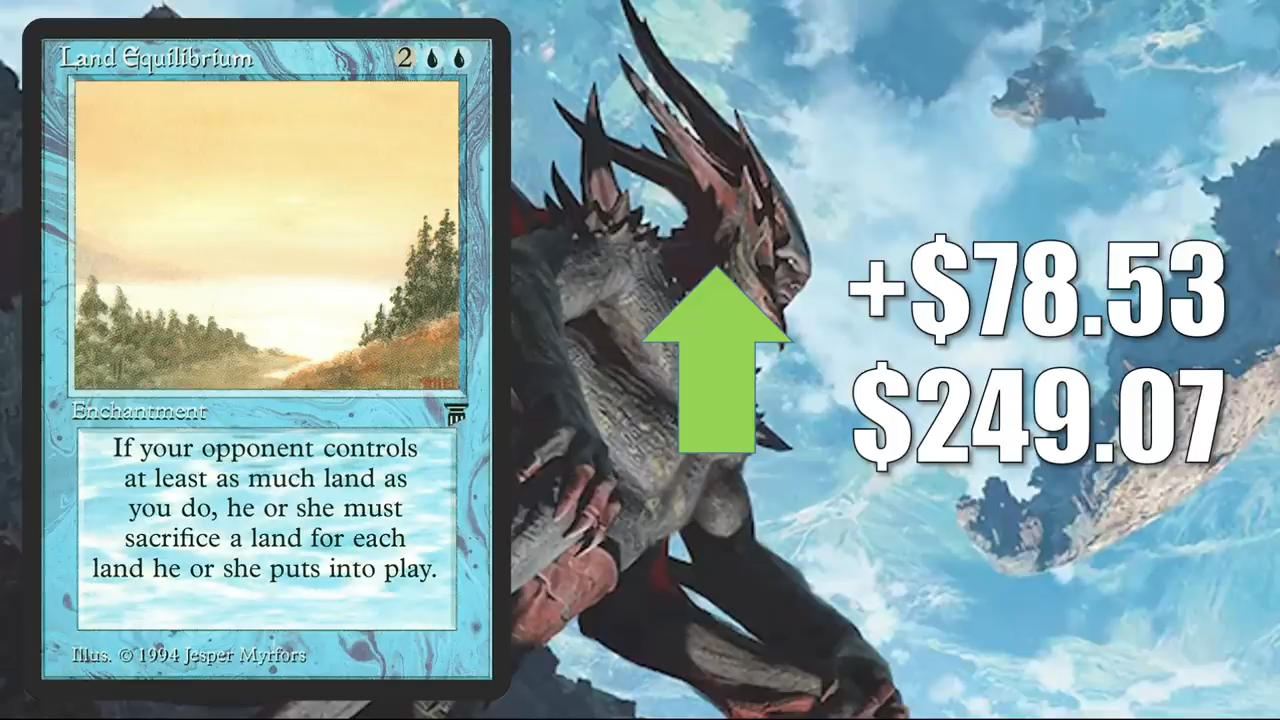 Land Equilibrium 2
Enchantment
If your opponent controls
at least as much land as
you do, he or she must
sacrifice a land for each
land he or she puts into play.
Illus. © 1994 Jesper Myrfors
+$78.53
$249.07